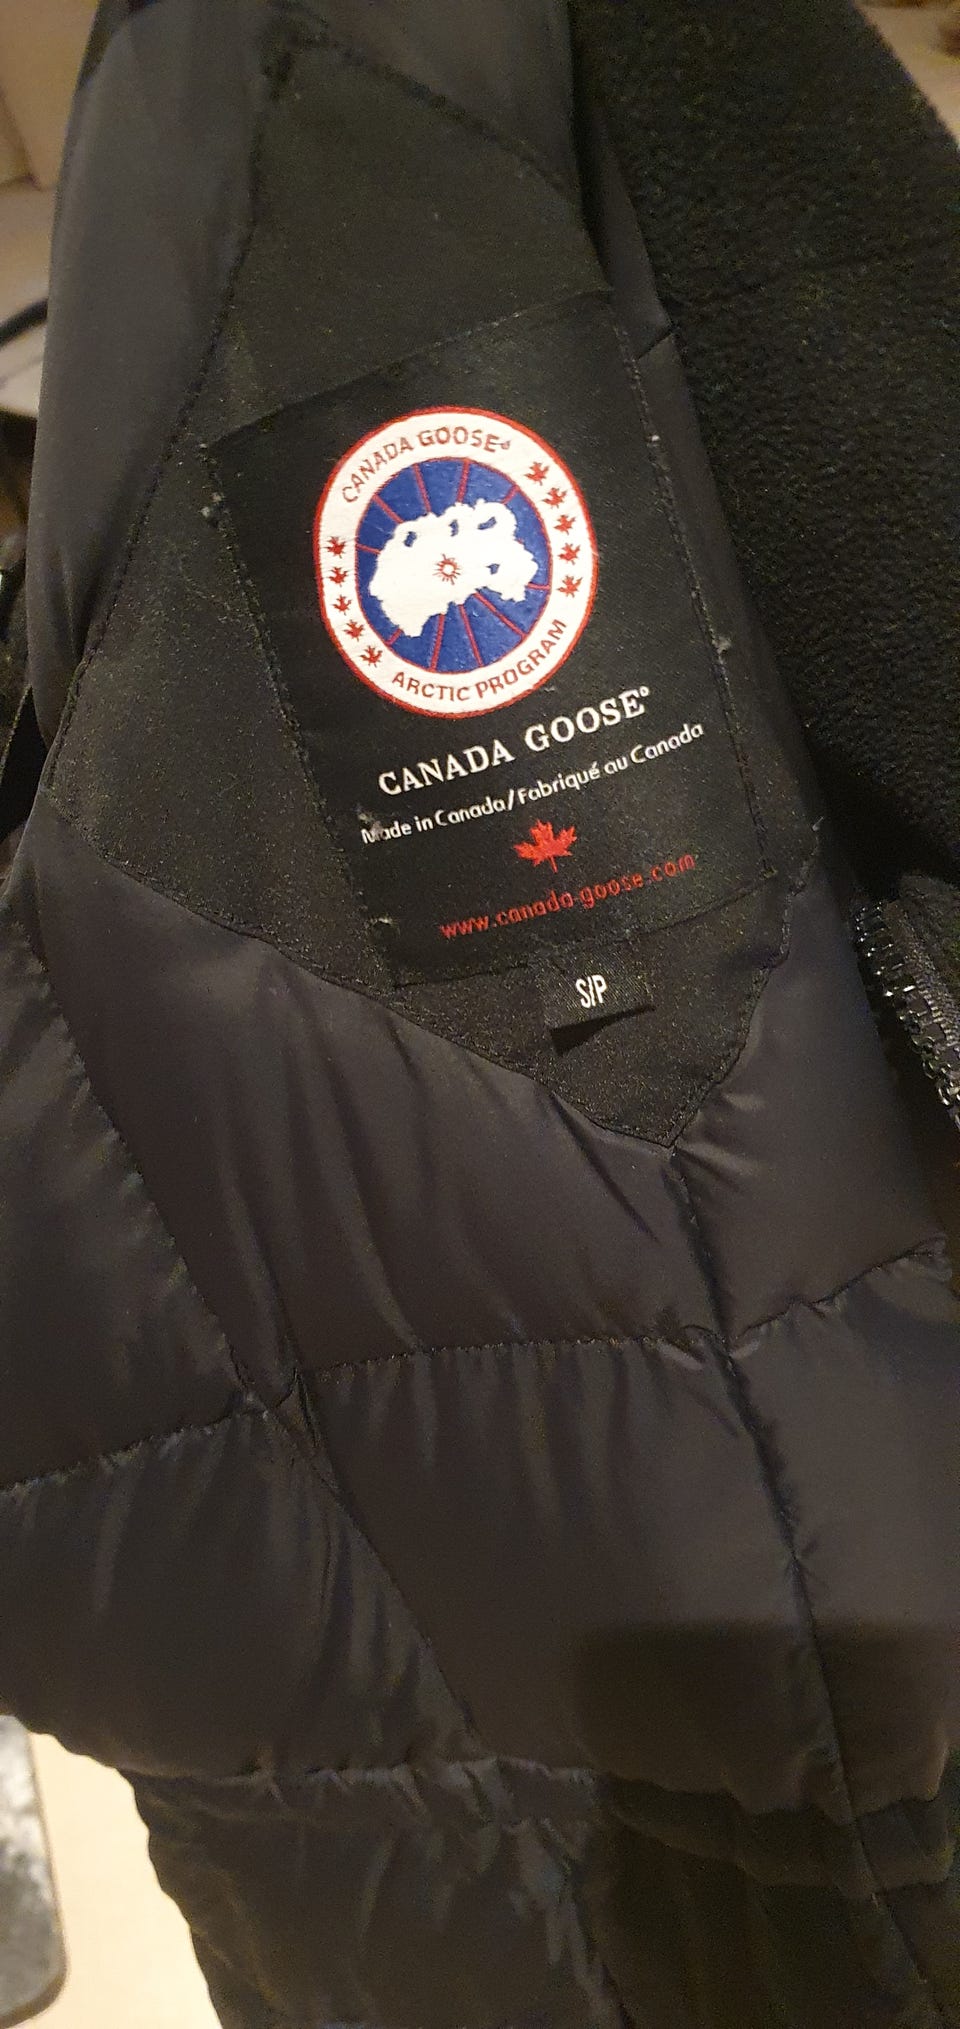 CANADA GOOSE®
ARCTIC PROGRAM
CANADA GOOSE®
Made in Canada/Fabriqué au Canada
www.canada-goose.com
S/P